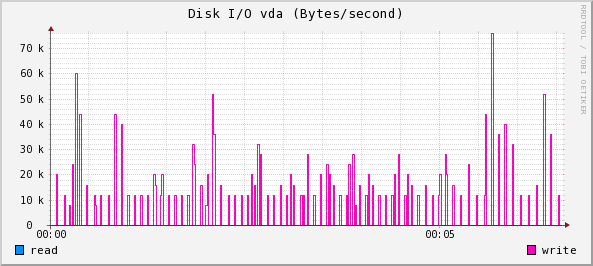 Disk I/O vda (Bytes/second)
RRDTOOL / TOBI OETIKER
70 k
60 k
50 k
40 k
30 k
20 k
10 k
0
00:00 00:05
read write